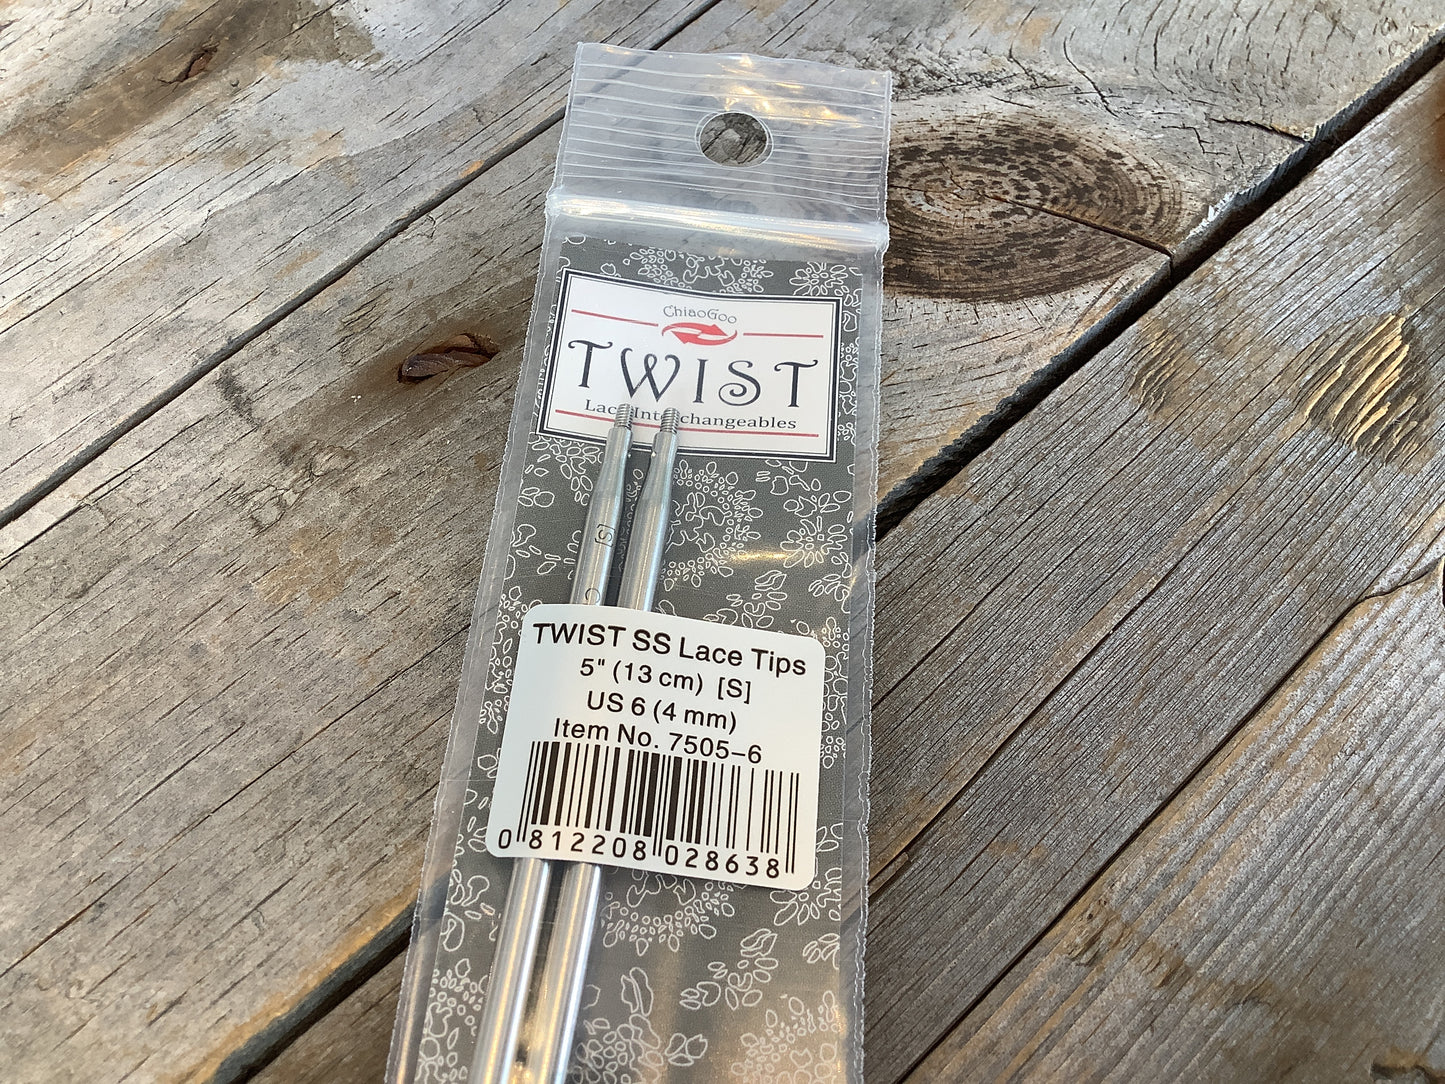 ChiaoGoo
TWIST
Lace Interchangeables
[S]
C
TWIST SS Lace Tips
5" (13 cm) [S]
US 6 (4 mm)
Item No. 7505-6
0 812208 028638